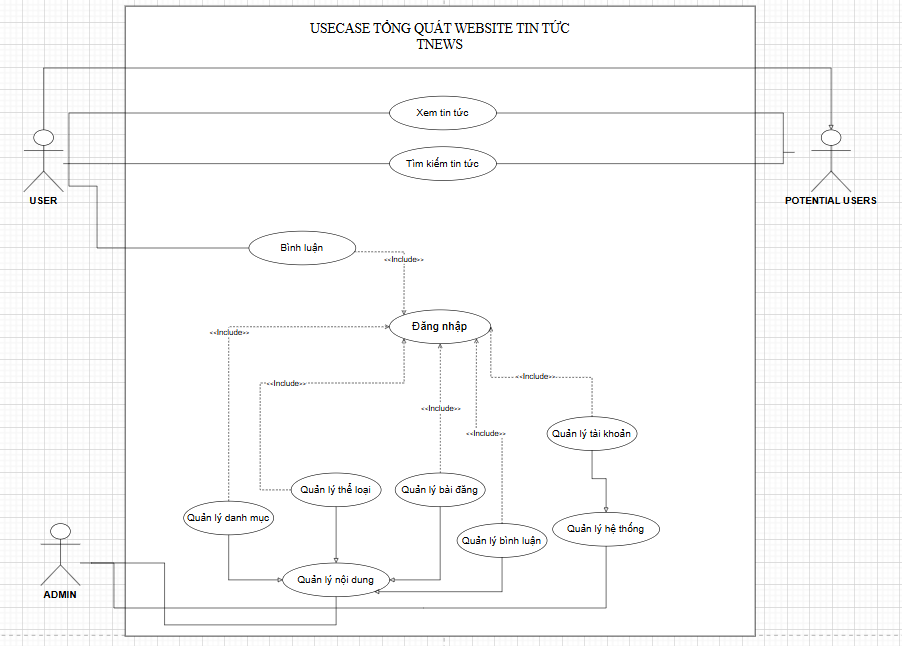 USECASE TỔNG QUÁT WEBSITE TIN TỨC
TNEWS
Xem tin tức
Tìm kiếm tin tức
USER
POTENTIAL USERS
Bình luận
<<Include>>
Đăng nhập
<<Include>>
<<Include>>
<<Include>>
<<Include>>
<<Include>>
Quản lý tài khoản
Quản lý thể loại
Quản lý bài đăng
Quản lý danh mục
Quản lý hệ thống
Quản lý bình luận
Quản lý nội dung
ADMIN